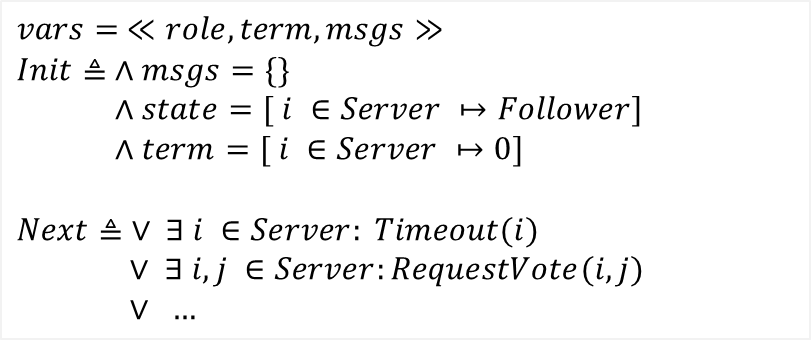 vars = ≪ role, term, msgs ≫
Init ≜ ∧ msgs = {}
∧ state = [ i ∈ Server ↦ Follower]
∧ term = [ i ∈ Server ↦ 0]
Next ≜ ∨ ∃ i ∈ Server: Timeout(i)
∨ ∃ i, j ∈ Server: RequestVote(i, j)
∨ ...